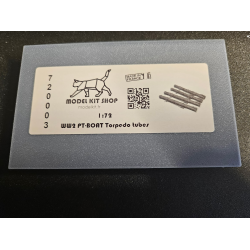 720003
MODEL KIT SHOP
1:72
WW2 PT-BOAT Torpedo tubes